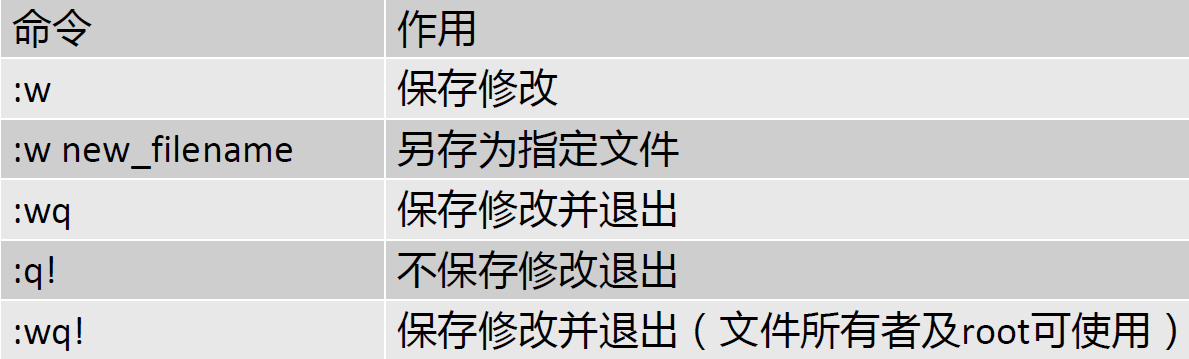 命令 作用
:w 保存修改
:w new_filename 另存为指定文件
:wq 保存修改并退出
:q! 不保存修改退出
:wq! 保存修改并退出（文件所有者及root可使用）